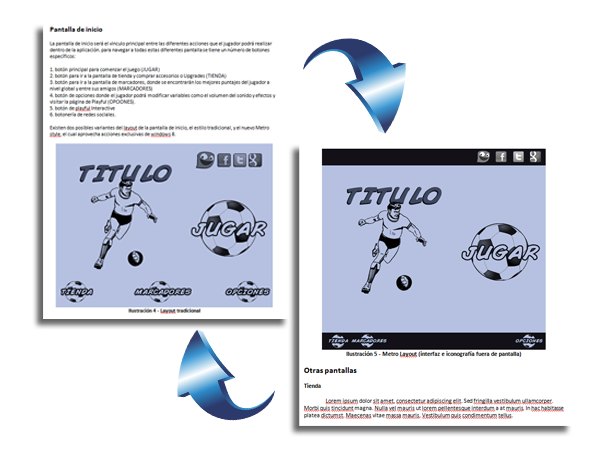 Pantalla de inicio
La pantalla de inicio será el vínculo principal entre las diferentes acciones que el jugador podrá realizar
dentro de la aplicación. para navegar a todas estas diferentes pantalla se tiene un número de botones
específicos:
1. botón principal para comenzar el juego (JUGAR)
2. botón para ir a la pantalla de tienda y comprar accesorios o Upgrades (TIENDA)
3. botón para ir a la pantalla de marcadores, donde se encontrarán los mejores puntajes del jugador a
nivel global y entre sus amigos (MARCADORES)
4. botón de opciones donde el jugador podrá modificar variables como el volumen del sonido y efectos y
visitar la página de Playful (OPCIONES).
5. botón de playful Interactive
6. botonería de redes sociales.
Existen dos posibles variantes del layout de la pantalla de inicio, el estilo tradicional, y el nuevo Metro
style, el cual aprovecha acciones exclusivas de windows 8.
TITULO
f t g
JUGAR
TIENDA MARCADORES OPCIONES
Ilustración 4 - Layout tradicional
f t g
TITULO
JUGAR
TIENDA MARCADORES OPCIONES
Ilustración 5 - Metro Layout (interfaz e iconografía fuera de pantalla)
Otras pantallas
Tienda
Lorem ipsum dolor sit amet, consectetur adipiscing elit. Sed fringilla vestibulum ullamcorper.
Morbi quis tincidunt magna. Nulla vel mauris ut lorem pellentesque interdum a at mauris. In hac habitasse
platea dictumst. Maecenas vitae massa mauris. Vestibulum quis condimentum tellus.